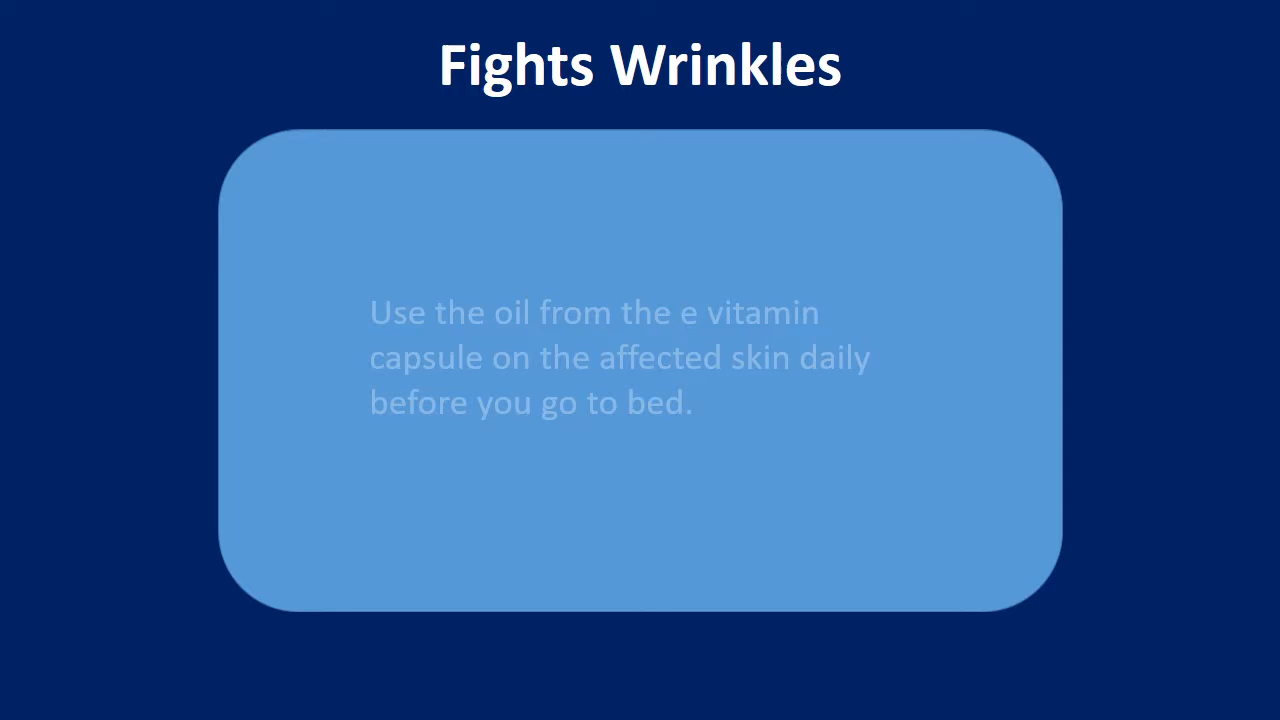 Fights Wrinkles
Use the oil from the e vitamin
capsule on the affected skin daily
before you go to bed.